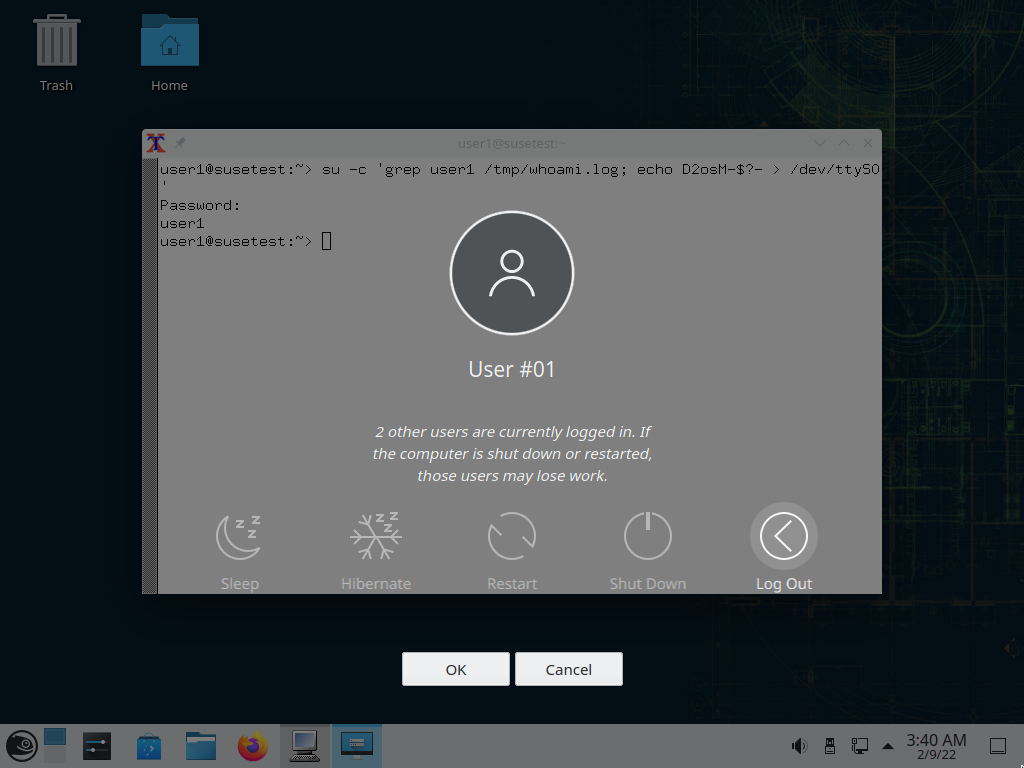 Trash
Home
user1@susetest:~
user1@susetest:~> su -c 'grep user1 /tmp/whoami.log; echo D2osM-$?- > /dev/ttyS0
'
Password:
user1
user1@susetest:~>
User #01
2 other users are currently logged in. If
the computer is shut down or restarted,
those users may lose work.
Sleep
Hibernate
Restart
Shut Down
Log Out
OK
Cancel
3:40 AM
2/9/22